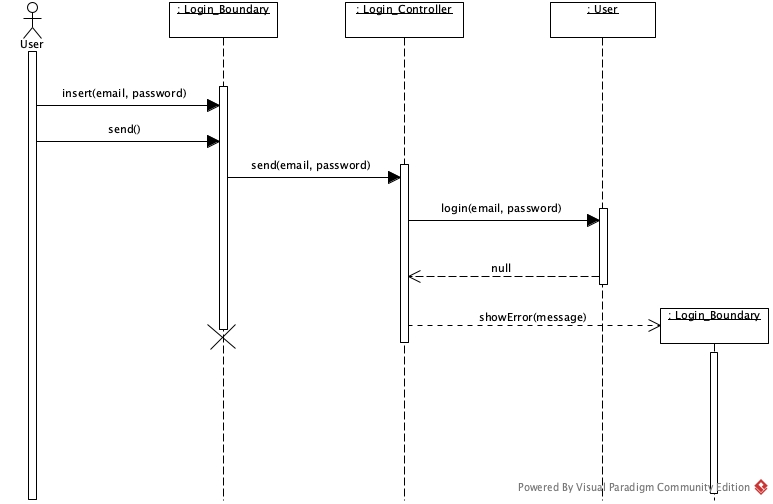 : Login_Boundary
: Login_Controller
: User
User
insert(email, password)
send()
send(email, password)
login(email, password)
null
showError(message)
: Login_Boundary
Powered By Visual Paradigm Community Edition